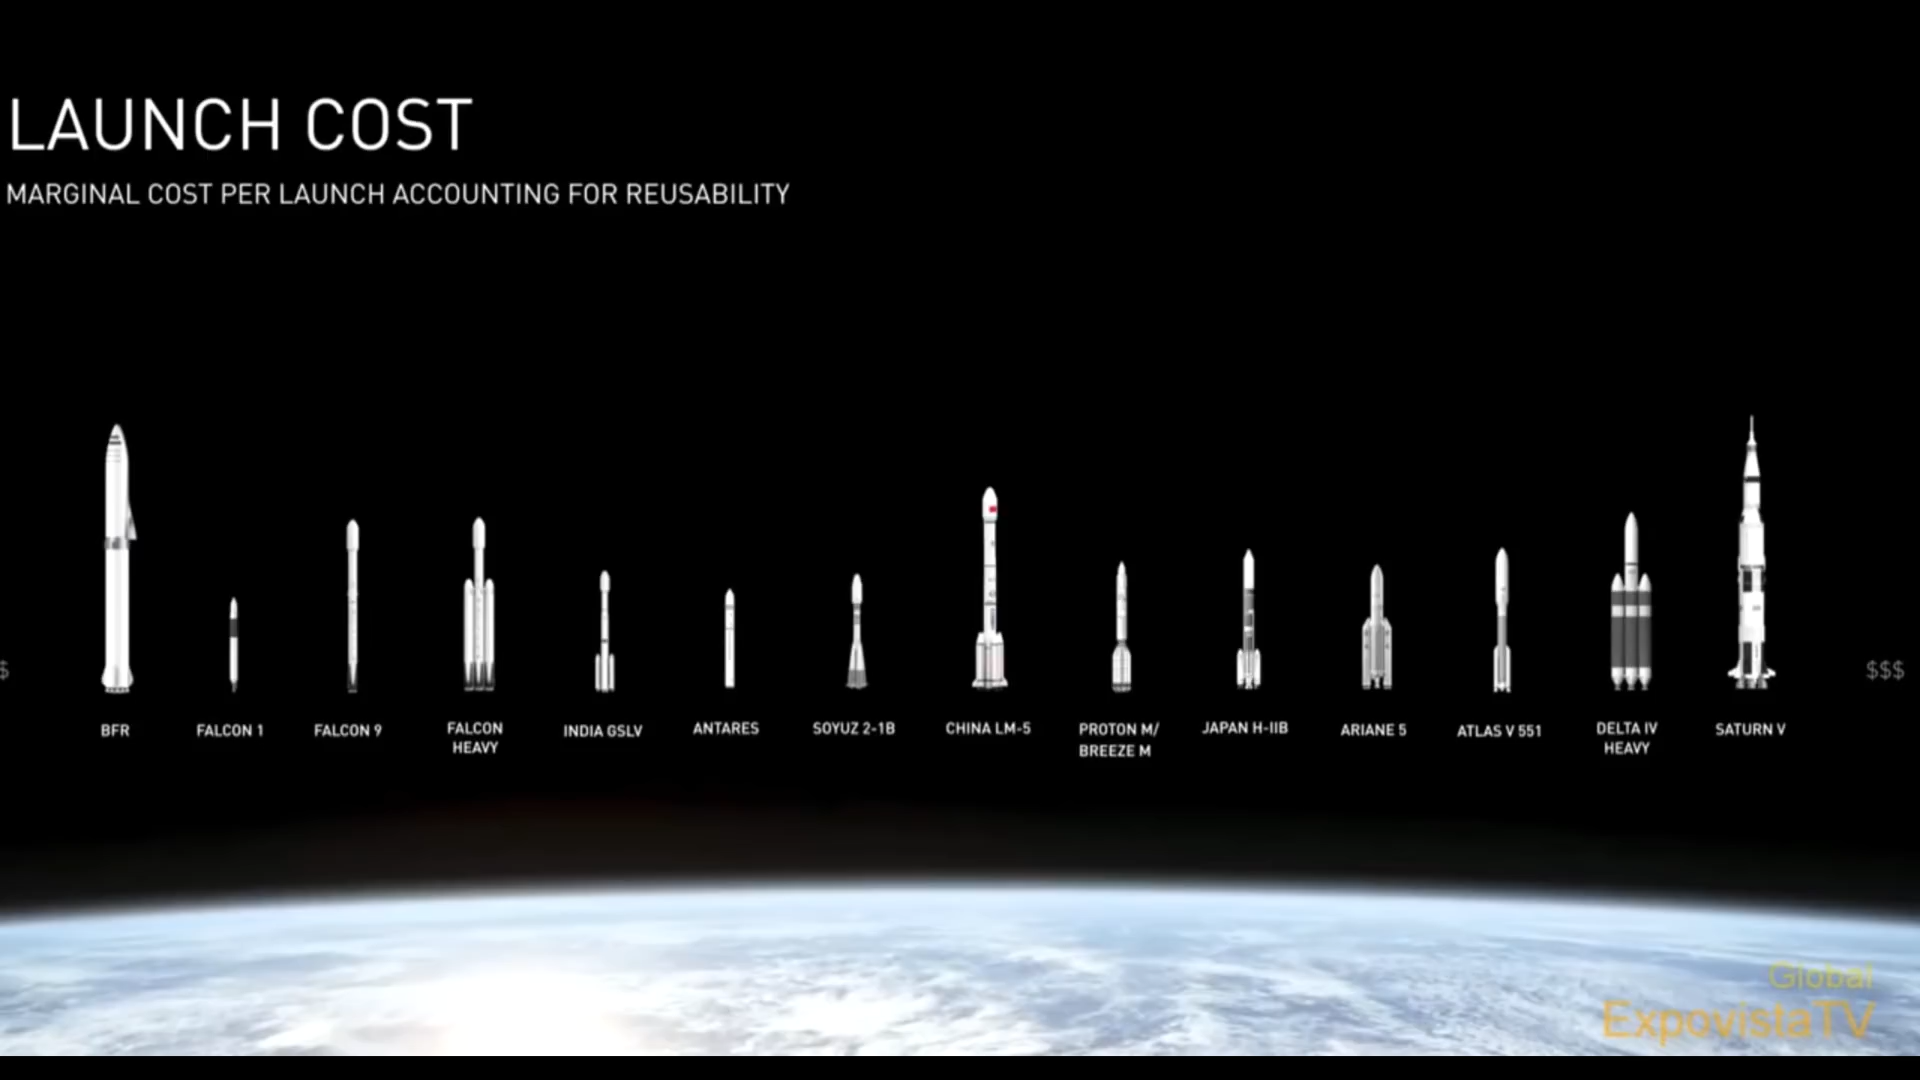 LAUNCH COST
MARGINAL COST PER LAUNCH ACCOUNTING FOR REUSABILITY
$
$$$
BFR
FALCON 1
FALCON 9
FALCON
HEAVY
INDIA GSLV
ANTARES
SOYUZ 2-1B
CHINA LM-5
PROTON M/
BREEZE M
JAPAN H-IIB
ARIANE 5
ATLAS V 551
DELTA IV
HEAVY
SATURN V
Global
ExpovistaTV